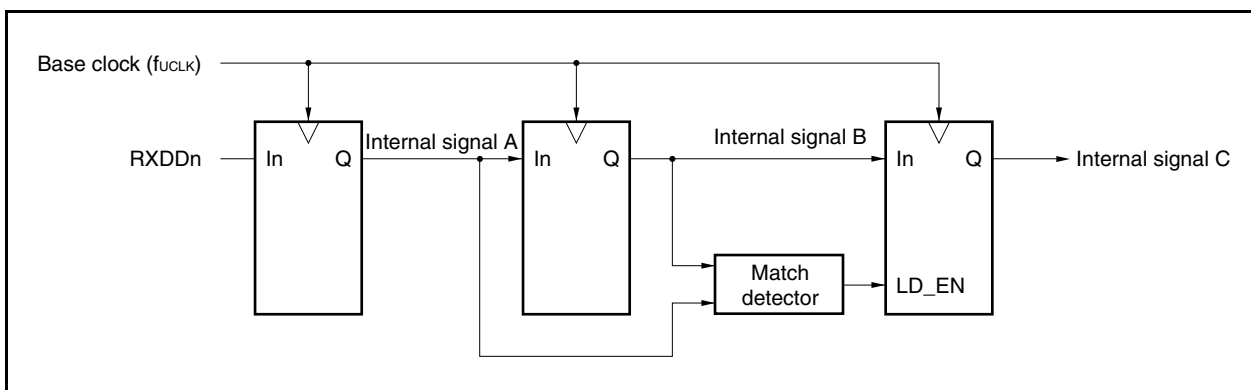 Base clock (fUCLK)
RXDDn
In
Q
Internal signal A
In
Q
Internal signal B
In
Q
Internal signal C
Match
detector
LD_EN